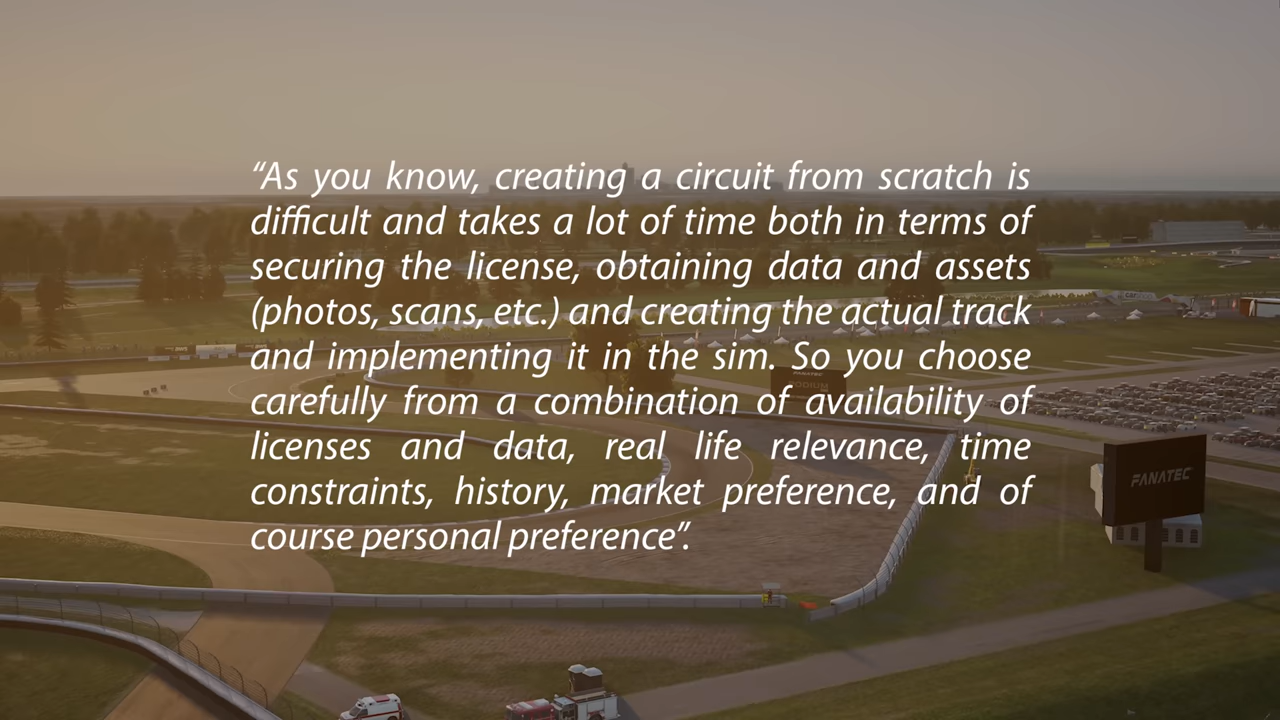 “As you know, creating a circuit from scratch is
difficult and takes a lot of time both in terms of
securing the license, obtaining data and assets
(photos, scans, etc.) and creating the actual track
and implementing it in the sim. So you choose
carefully from a combination of availability of
licenses and data, real life relevance, time
constraints, history, market preference, and of
course personal preference”.
FANATEC
FANATEC